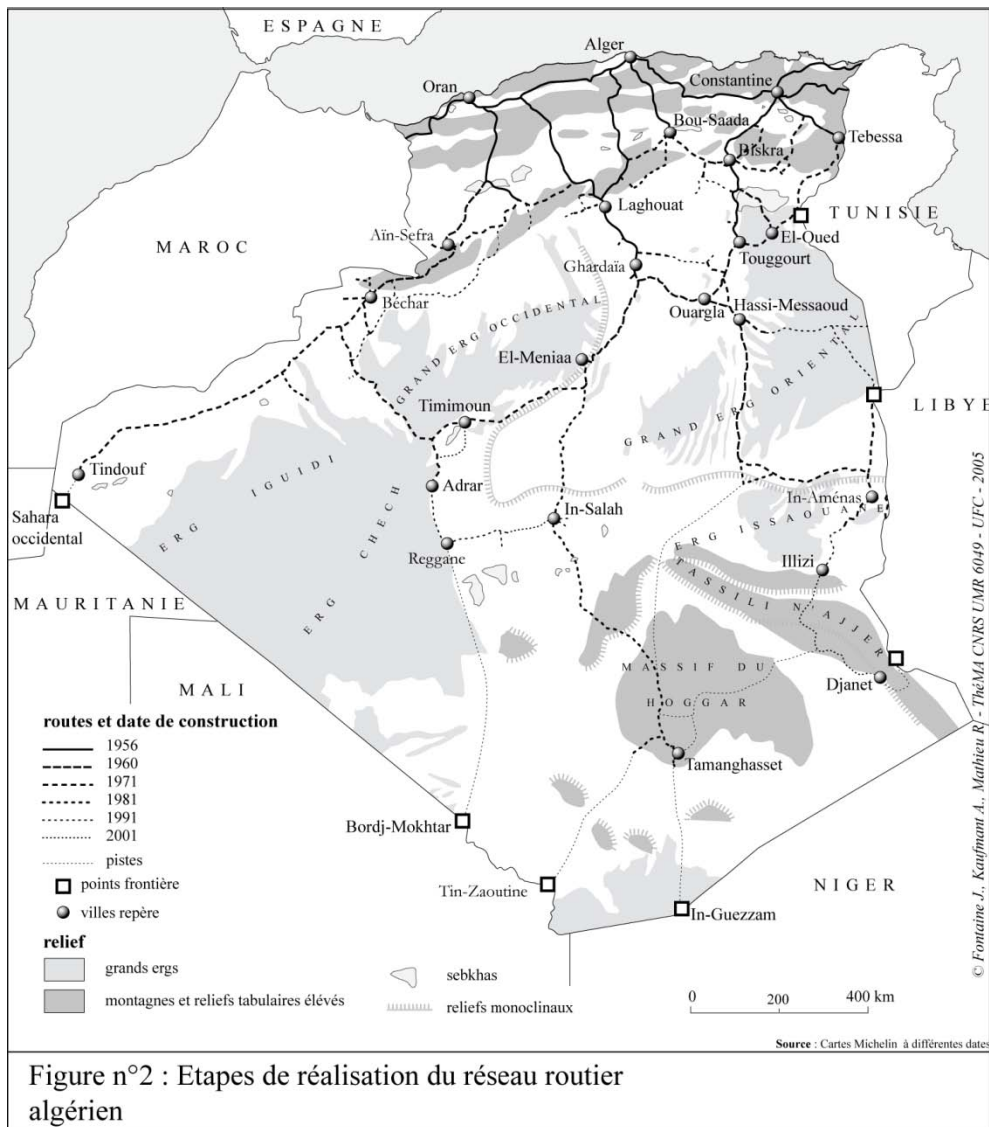 ESPAGNE
Alger
Constantine
Oran
Bou-Saada
Tebessa
Biskra
TUNISIE
Laghouat
MAROC
El-Oued
Aïn-Sefra
Touggourt
Ghardaïa
Béchar
Ouargla
Hassi-Messaoud
GRAND ERG OCCIDENTAL
El-Meniaa
GRAND ERG ORIENTAL
LIBYE
Timimoun
Tindouf
ERG IGUIDI
Adrar
Sahara
occidental
In-Aménas
In-Salah
ERG CHECH
ERG ISSAOUANE
Reggane
Illizi
MAURITANIE
TASSILI N'AJJER
MASSIF DU
HOGGAR
Djanet
MALI
Tamanghasset
Bordj-Mokhtar
Tin-Zaoutine
NIGER
In-Guezzam
routes et date de construction
1956
1960
1971
1981
1991
2001
pistes
points frontière
villes repère
relief
grands ergs
montagnes et reliefs tabulaires élévés
sebkhas
reliefs monoclinaux
0 200 400 km
© Fontaine J., Kaufmant A., Mathieu R. - ThéMA CNRS UMR 6049 - UFC - 2005
Source : Cartes Michelin à différentes dates
Figure n°2 : Etapes de réalisation du réseau routier
algérien